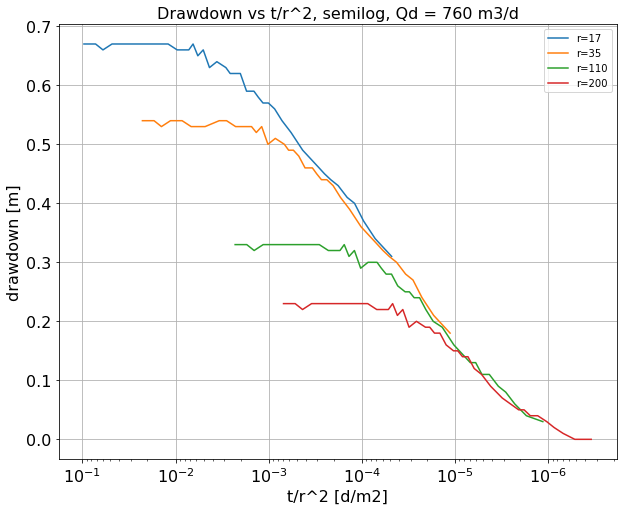 Drawdown vs t/r^2, semilog, Qd = 760 m3/d
r=17
r=35
r=110
r=200
drawdown [m]
0.7
0.6
0.5
0.4
0.3
0.2
0.1
0.0
10⁻¹ 10⁻² 10⁻³ 10⁻⁴ 10⁻⁵ 10⁻⁶
t/r^2 [d/m2]